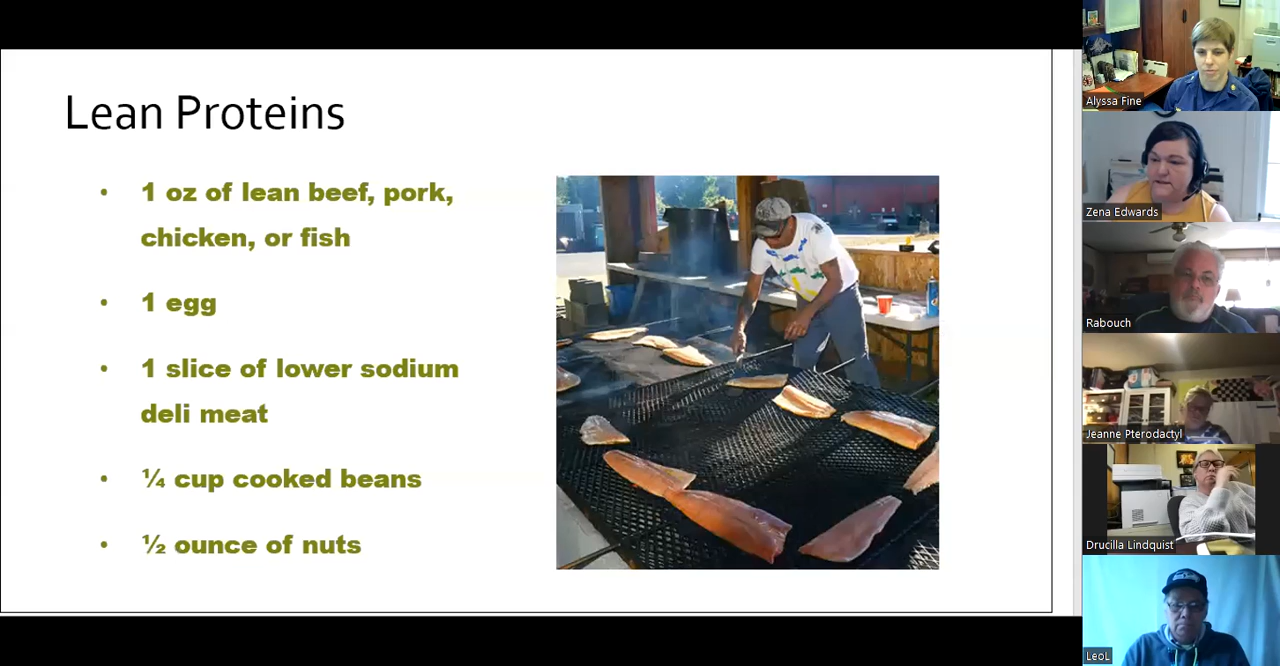 Lean Proteins
• 1 oz of lean beef, pork,
chicken, or fish
• 1 egg
• 1 slice of lower sodium
deli meat
• ¼ cup cooked beans
• ½ ounce of nuts
Alyssa Fine
Zena Edwards
Rabouch
Jeanne Pterodactyl
Drucilla Lindquist
LeoL